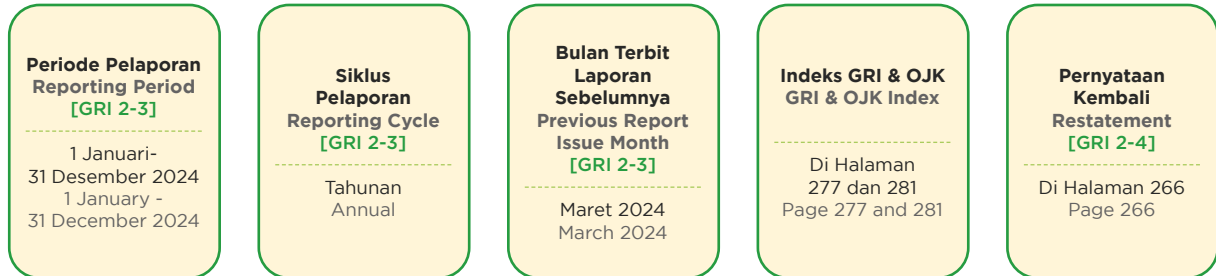 Periode Pelaporan
Reporting Period
[GRI 2-3]
1 Januari-
31 Desember 2024
1 January -
31 December 2024
Siklus
Pelaporan
Reporting Cycle
[GRI 2-3]
Tahunan
Annual
Bulan Terbit
Laporan
Sebelumnya
Previous Report
Issue Month
[GRI 2-3]
Maret 2024
March 2024
Indeks GRI & OJK
GRI & OJK Index
Di Halaman
277 dan 281
Page 277 and 281
Pernyataan
Kembali
Restatement
[GRI 2-4]
Di Halaman 266
Page 266